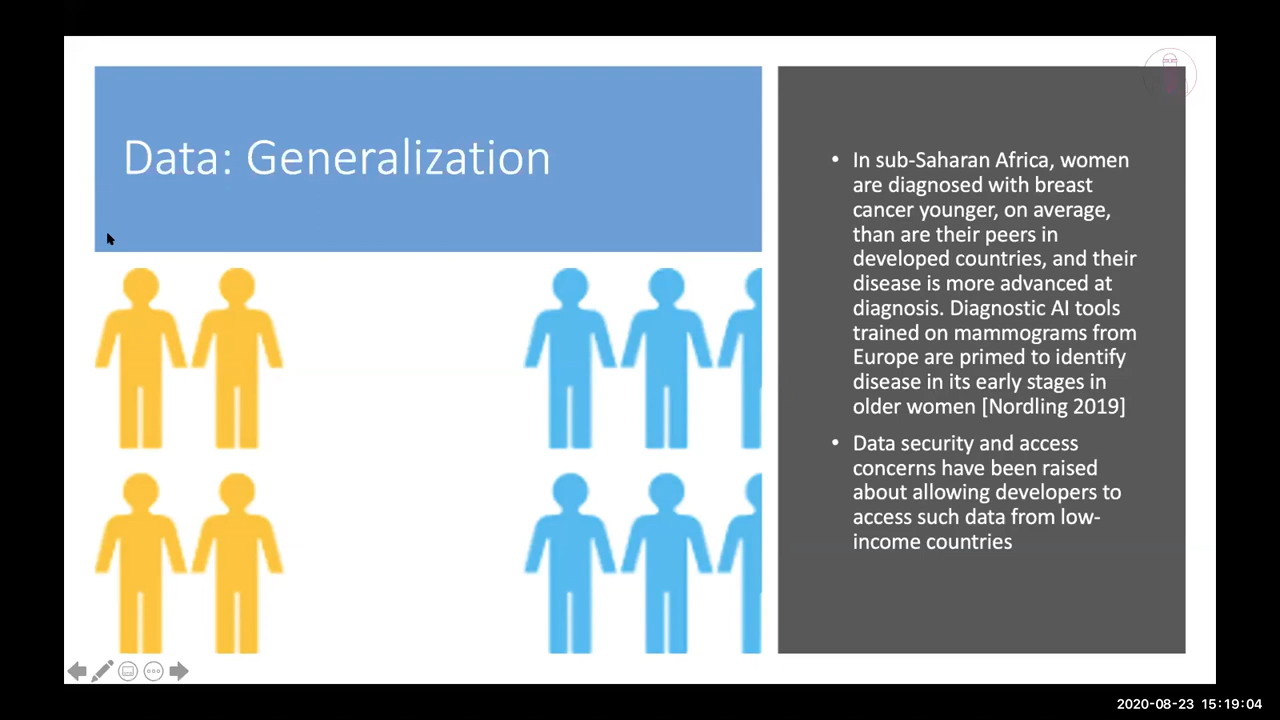 Data: Generalization
• In sub-Saharan Africa, women
are diagnosed with breast
cancer younger, on average,
than are their peers in
developed countries, and their
disease is more advanced at
diagnosis. Diagnostic AI tools
trained on mammograms from
Europe are primed to identify
disease in its early stages in
older women [Nordling 2019]
• Data security and access
concerns have been raised
about allowing developers to
access such data from low-
income countries
2020-08-23 15:19:04